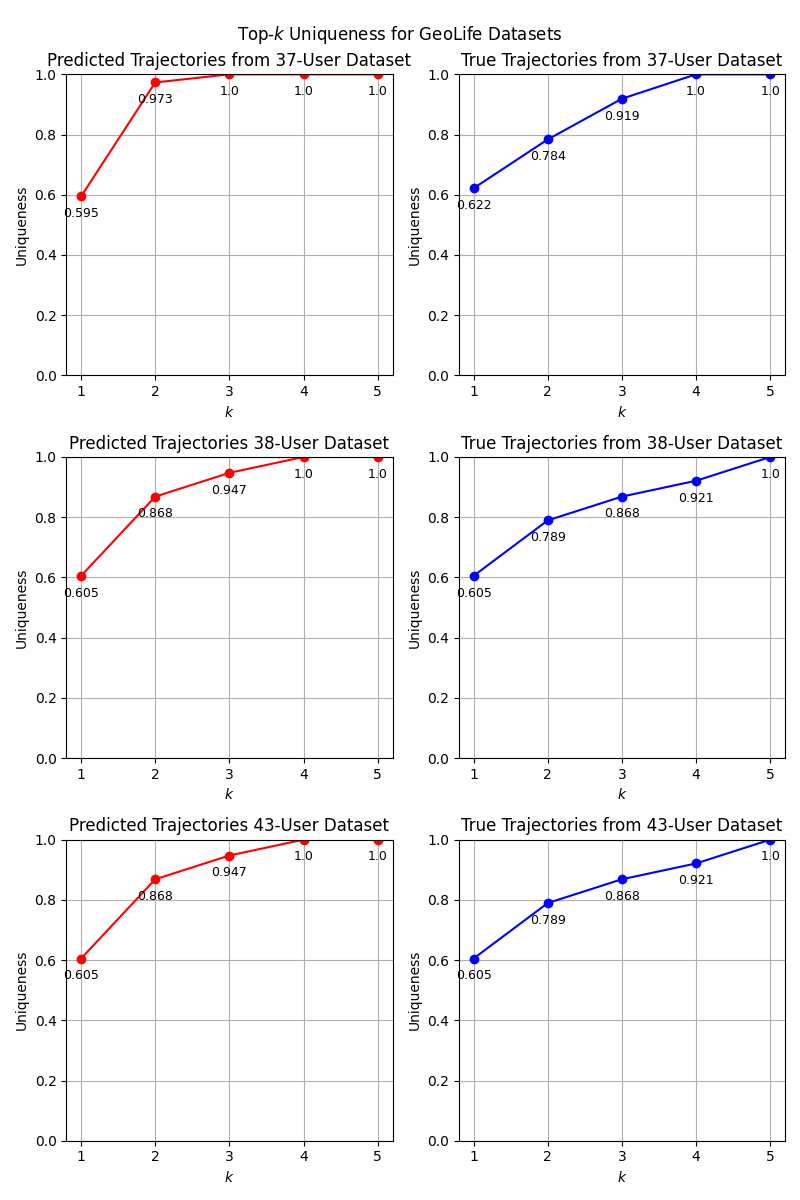 Top-k Uniqueness for GeoLife Datasets
Predicted Trajectories from 37-User Dataset
1.0
0.8
0.6
0.4
0.2
0.0
Uniqueness
0.595
0.973
1.0
1.0
1.0
1 2 3 4 5
k
True Trajectories from 37-User Dataset
1.0
0.8
0.6
0.4
0.2
0.0
Uniqueness
0.622
0.784
0.919
1.0
1.0
1 2 3 4 5
k
Predicted Trajectories 38-User Dataset
1.0
0.8
0.6
0.4
0.2
0.0
Uniqueness
0.605
0.868
0.947
1.0
1.0
1 2 3 4 5
k
True Trajectories from 38-User Dataset
1.0
0.8
0.6
0.4
0.2
0.0
Uniqueness
0.605
0.789
0.868
0.921
1.0
1 2 3 4 5
k
Predicted Trajectories 43-User Dataset
1.0
0.8
0.6
0.4
0.2
0.0
Uniqueness
0.605
0.868
0.947
1.0
1.0
1 2 3 4 5
k
True Trajectories from 43-User Dataset
1.0
0.8
0.6
0.4
0.2
0.0
Uniqueness
0.605
0.789
0.868
0.921
1.0
1 2 3 4 5
k